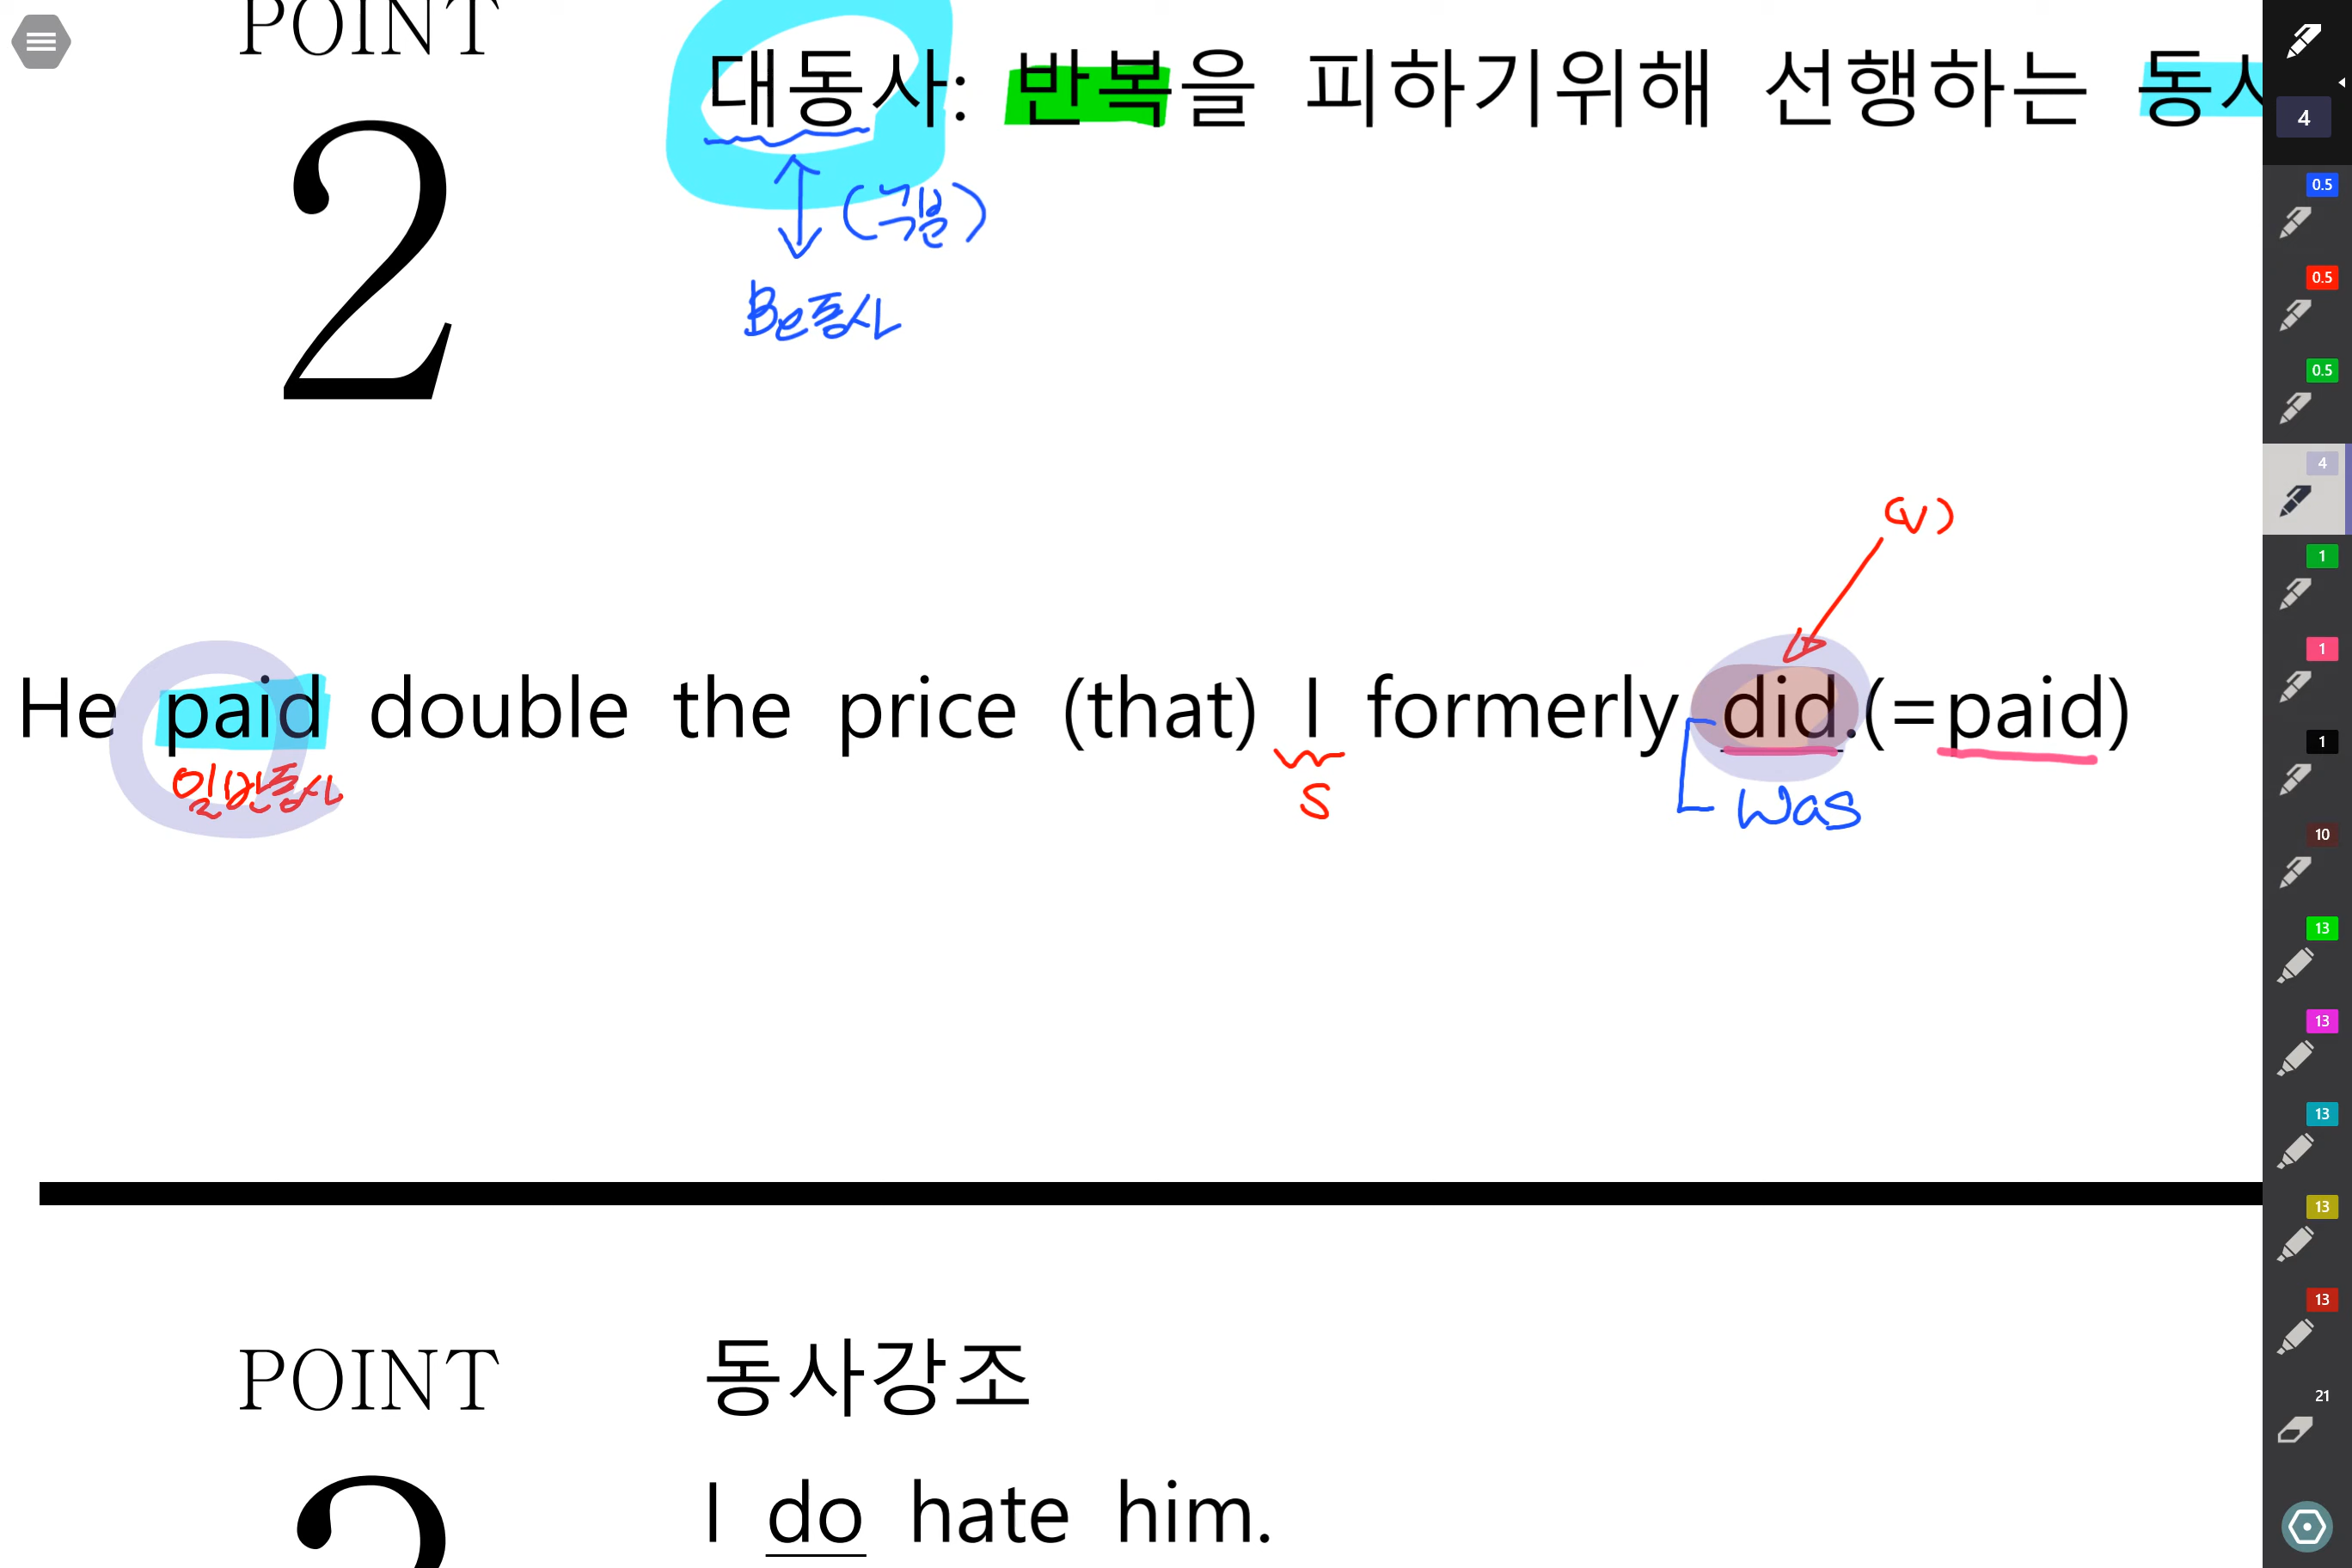 POINT
2
대동사: 반복을 피하기위해 선행하는 동사
(구분)
Be동사
(v)
He paid double the price (that) I formerly did.(=paid)
일반동사
S
was
POINT
동사강조
I do hate him.
4
0.5
0.5
0.5
4
1
1
1
10
13
13
13
13
13
21